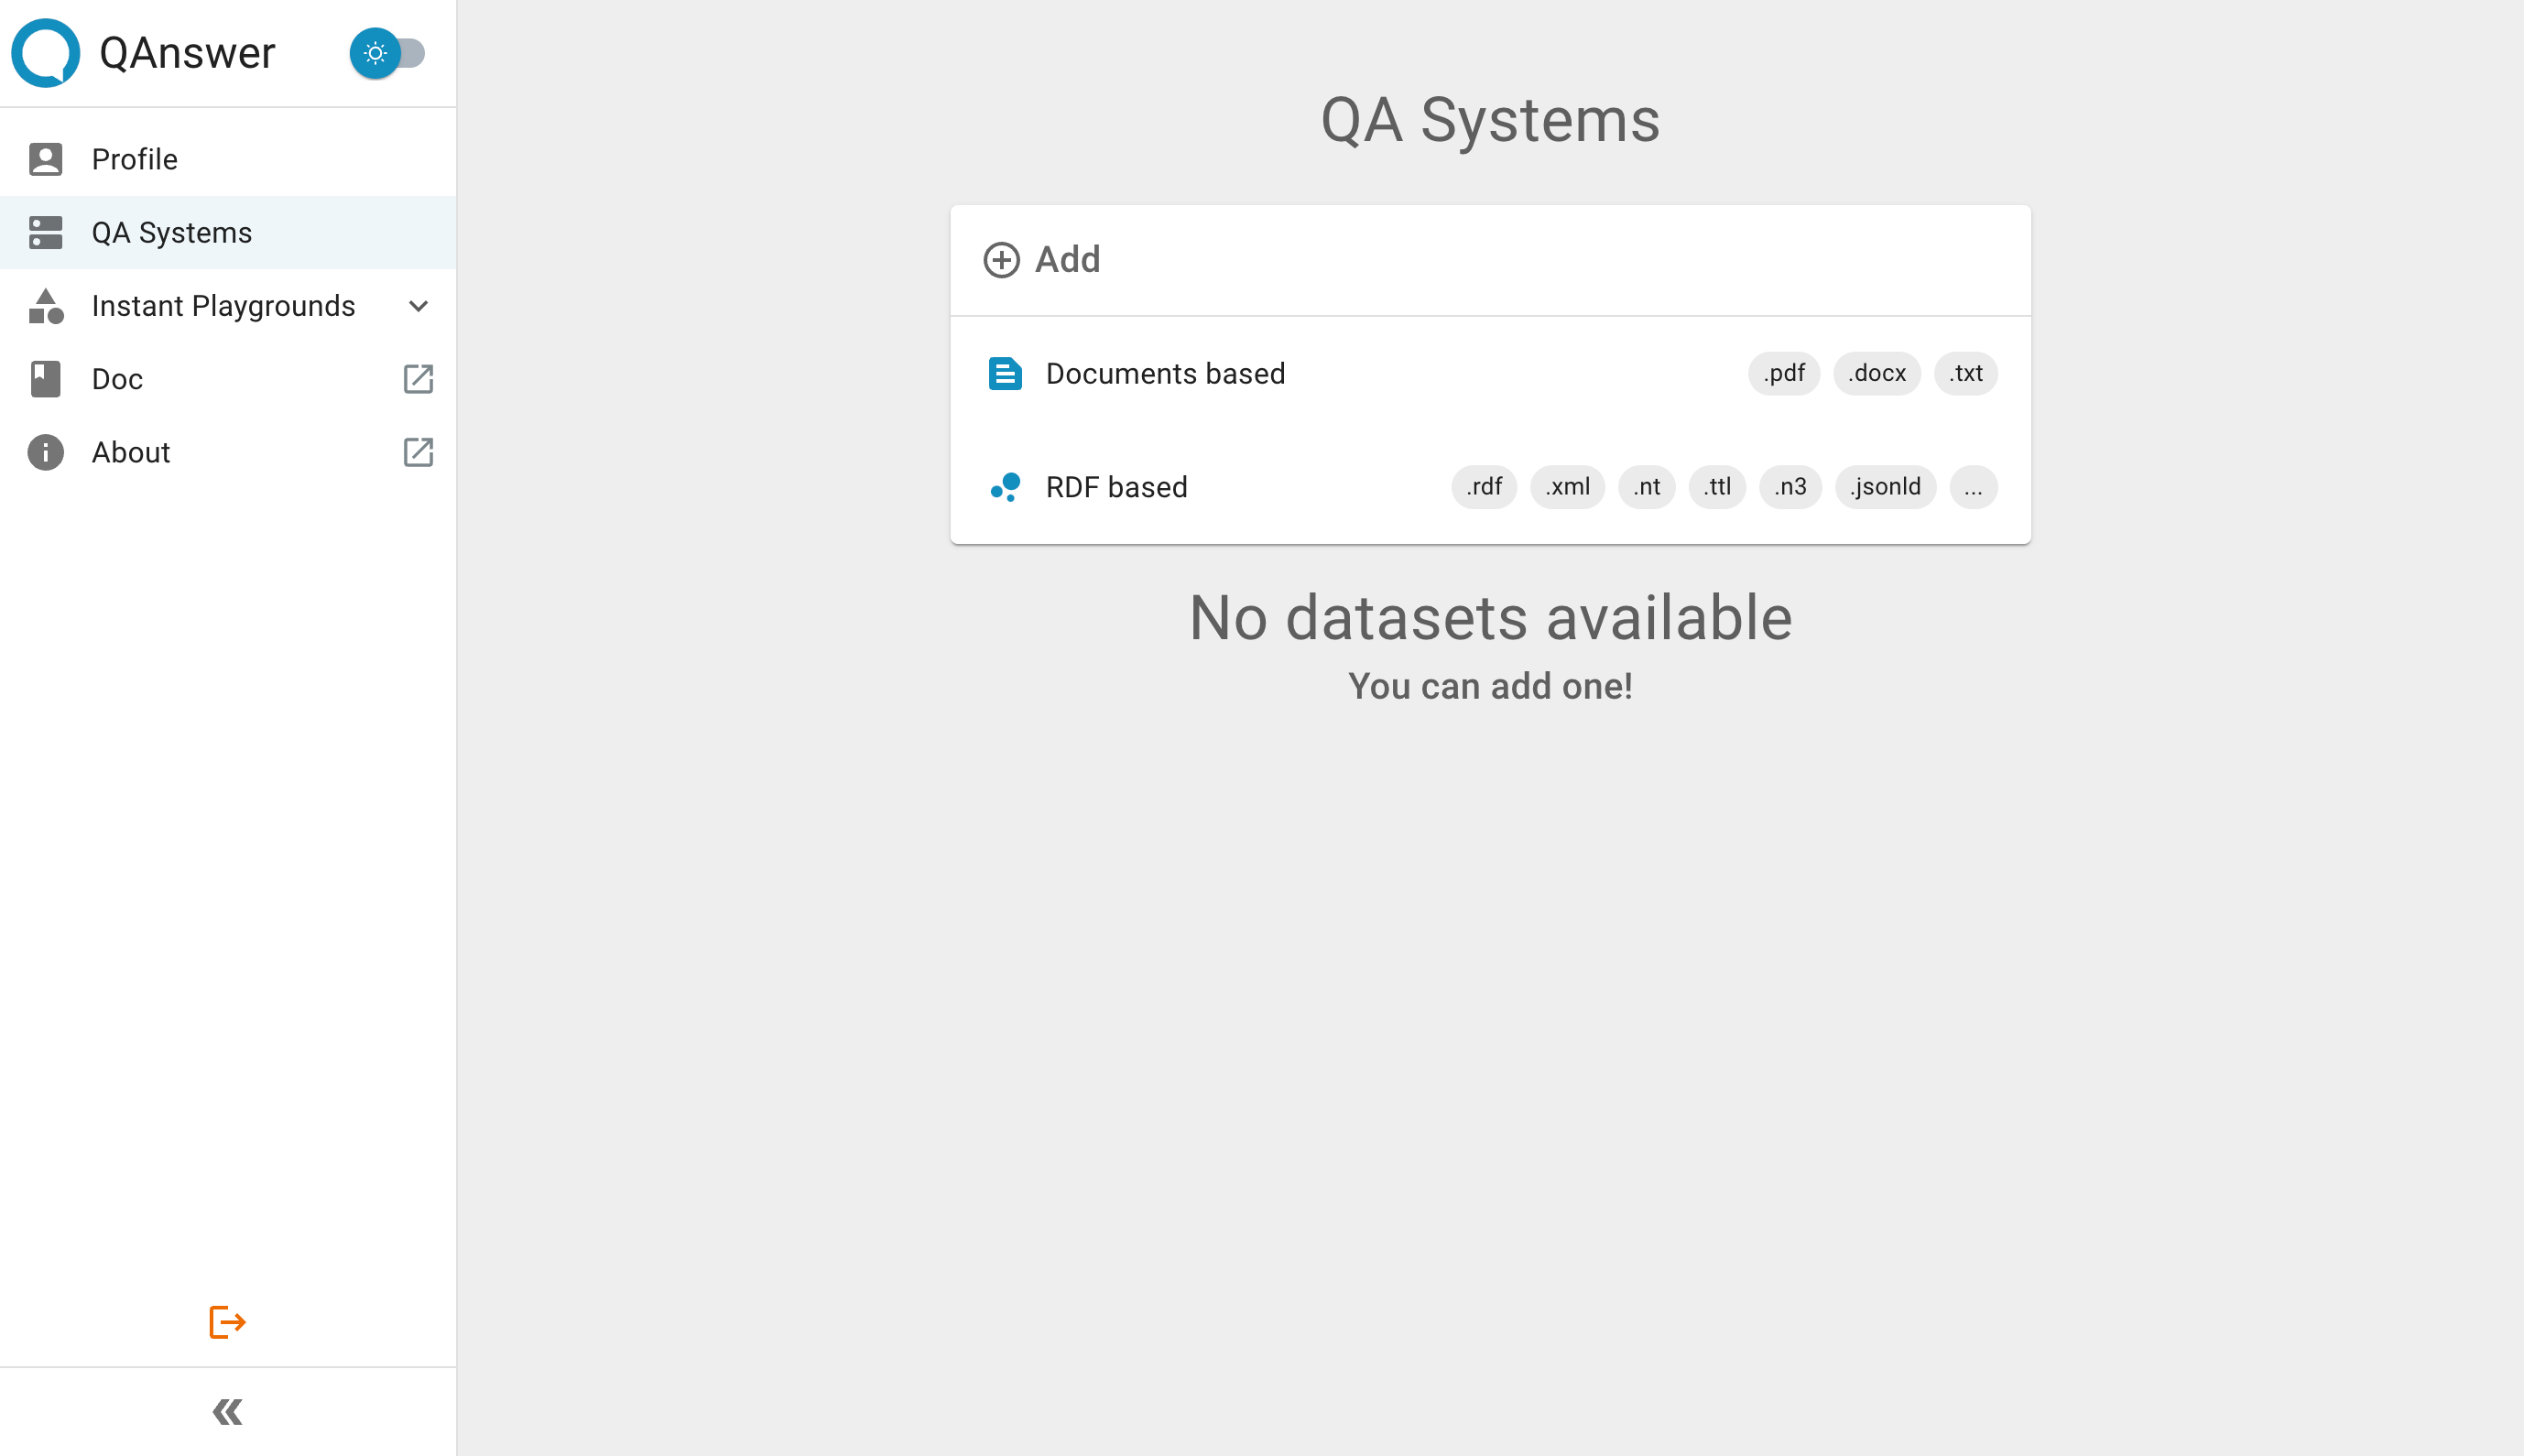 QAnswer
Profile
QA Systems
Instant Playgrounds
Doc
About
QA Systems
Add
Documents based .pdf .docx .txt
RDF based .rdf .xml .nt .ttl .n3 .jsonld ...
No datasets available
You can add one!